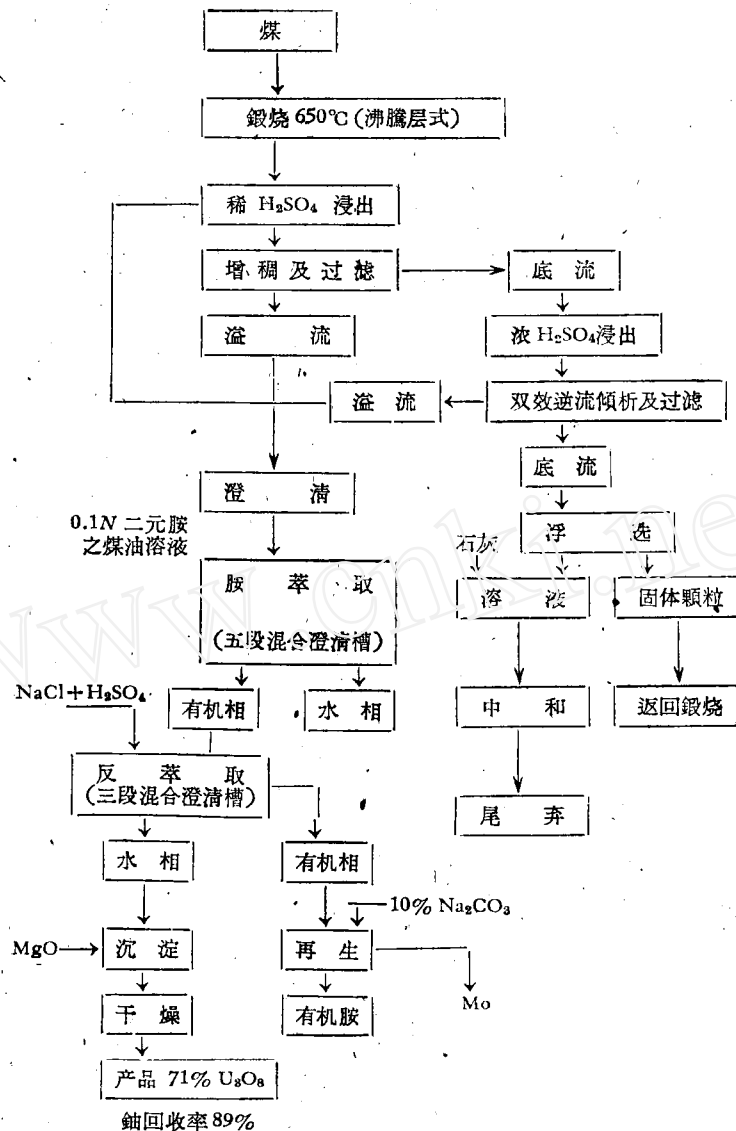 煤
鍛烧 650℃ (沸騰层式)
稀 H₂SO₄ 浸出
增稠及过滤
底流
溢流
浓 H₂SO₄浸出
溢流
双效逆流傾析及过滤
底流
澄清
0.1N 二元胺
之煤油溶液
浮选
石灰
胺萃取
(五段混合澄清槽)
溶液
固体顆粒
NaCl+H₂SO₄
有机相
水相
中和
返回鍛烧
反萃取
(三段混合澄清槽)
尾弃
水相
有机相
10% Na₂CO₃
MgO
沉淀
再生
Mo
干燥
有机胺
产品 71% U₃O₈
鈾回收率 89%
www.cnki.ne